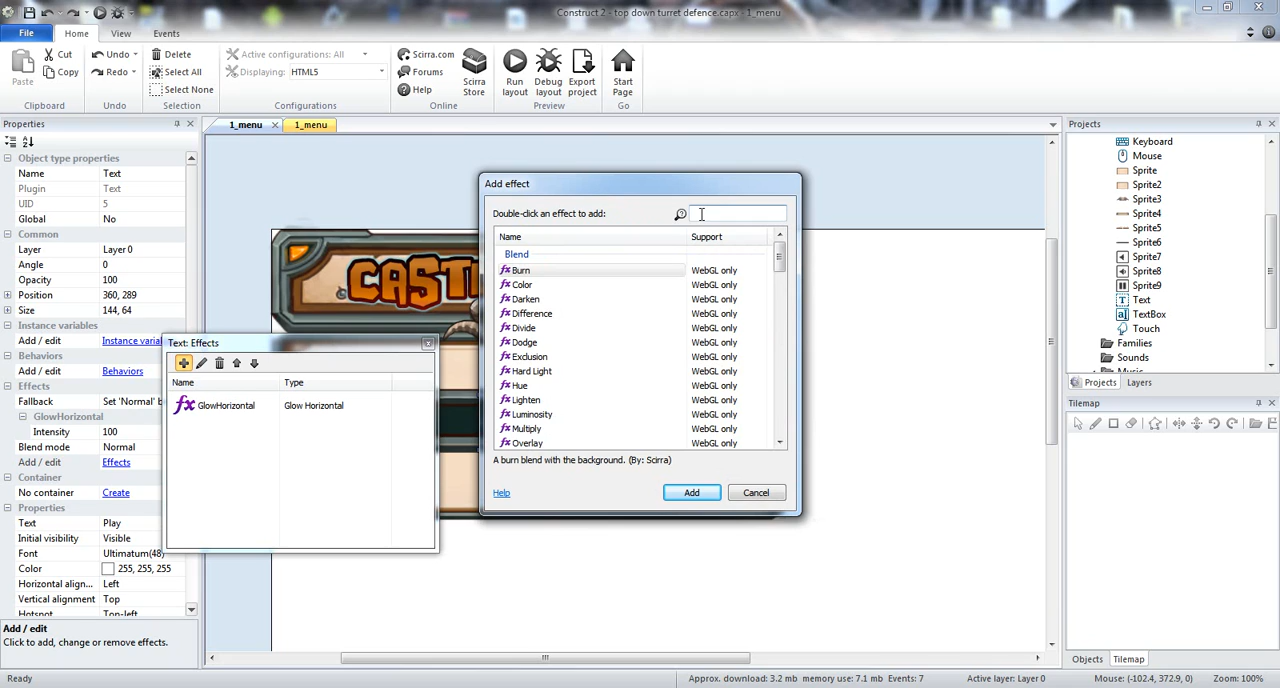 Construct 2 - top down turret defence.capx - 1_menu
File
Home
View
Events
Paste
Cut
Copy
Clipboard
Undo
Redo
Undo
Delete
Select All
Select None
Selection
Active configurations: All
Displaying: HTML5
Configurations
Scirra.com
Forums
Help
Scirra Store
Online
Run layout
Debug layout
Export project
Preview
Start Page
Go
Properties
Object type properties
Name Text
Plugin Text
UID 5
Global No
Common
Layer Layer 0
Angle 0
Opacity 100
Position 360, 289
Size 144, 64
Instance variables
Add / edit Instance varia
Behaviors
Add / edit Behaviors
Effects
Fallback Set 'Normal' b
GlowHorizontal
Intensity 100
Blend mode Normal
Add / edit Effects
Container
No container Create
Properties
Text Play
Initial visibility Visible
Font Ultimatum(48)
Color 255, 255, 255
Horizontal align... Left
Vertical alignment Top
Hotspot Top-left
Add / edit
Click to add, change or remove effects.
1_menu
1_menu
CAST
Text: Effects
Name Type
GlowHorizontal Glow Horizontal
Add effect
Double-click an effect to add:
Name Support
Blend
Burn WebGL only
Color WebGL only
Darken WebGL only
Difference WebGL only
Divide WebGL only
Dodge WebGL only
Exclusion WebGL only
Hard Light WebGL only
Hue WebGL only
Lighten WebGL only
Luminosity WebGL only
Multiply WebGL only
Overlay WebGL only
A burn blend with the background. (By: Scirra)
Help
Add
Cancel
Projects
Keyboard
Mouse
Sprite
Sprite2
Sprite3
Sprite4
Sprite5
Sprite6
Sprite7
Sprite8
Sprite9
Text
TextBox
Touch
Families
Sounds
Music
Projects
Layers
Tilemap
Objects
Tilemap
Ready
Approx. download: 3.2 mb memory use: 7.1 mb Events: 7
Active layer: Layer 0
Mouse: (-102.4, 372.9, 0)
Zoom: 100%